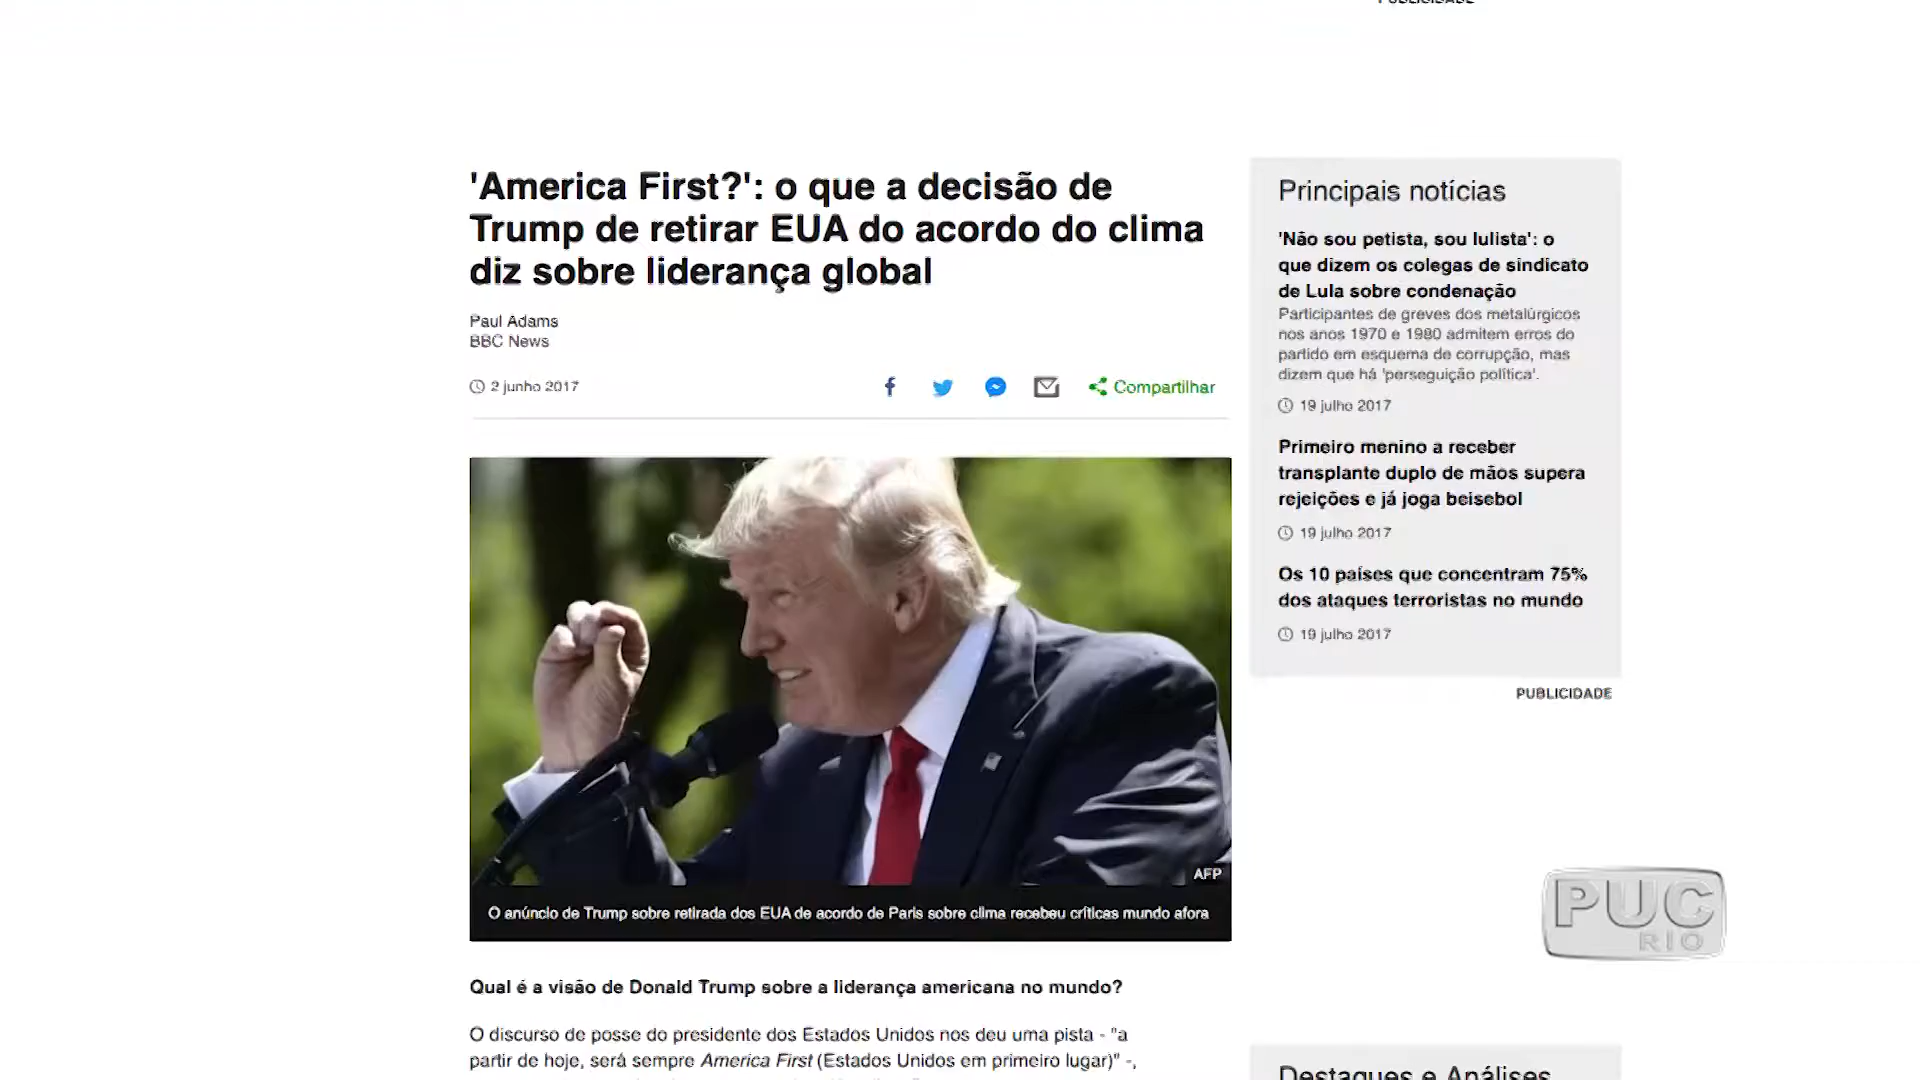 PUBLICIDADE
'America First?': o que a decisão de
Trump de retirar EUA do acordo do clima
diz sobre liderança global
Paul Adams
BBC News
2 junho 2017
Compartilhar
AFP
O anúncio de Trump sobre retirada dos EUA de acordo de Paris sobre clima recebeu críticas mundo afora
Qual é a visão de Donald Trump sobre a liderança americana no mundo?
O discurso de posse do presidente dos Estados Unidos nos deu uma pista - "a
partir de hoje, será sempre America First (Estados Unidos em primeiro lugar)" -,
Principais notícias
'Não sou petista, sou lulista': o
que dizem os colegas de sindicato
de Lula sobre condenação
Participantes de greves dos metalúrgicos
nos anos 1970 e 1980 admitem erros do
partido em esquema de corrupção, mas
dizem que há 'perseguição política'.
19 julho 2017
Primeiro menino a receber
transplante duplo de mãos supera
rejeições e já joga beisebol
19 julho 2017
Os 10 países que concentram 75%
dos ataques terroristas no mundo
19 julho 2017
PUBLICIDADE
PUC
RIO
Destaques e Análises